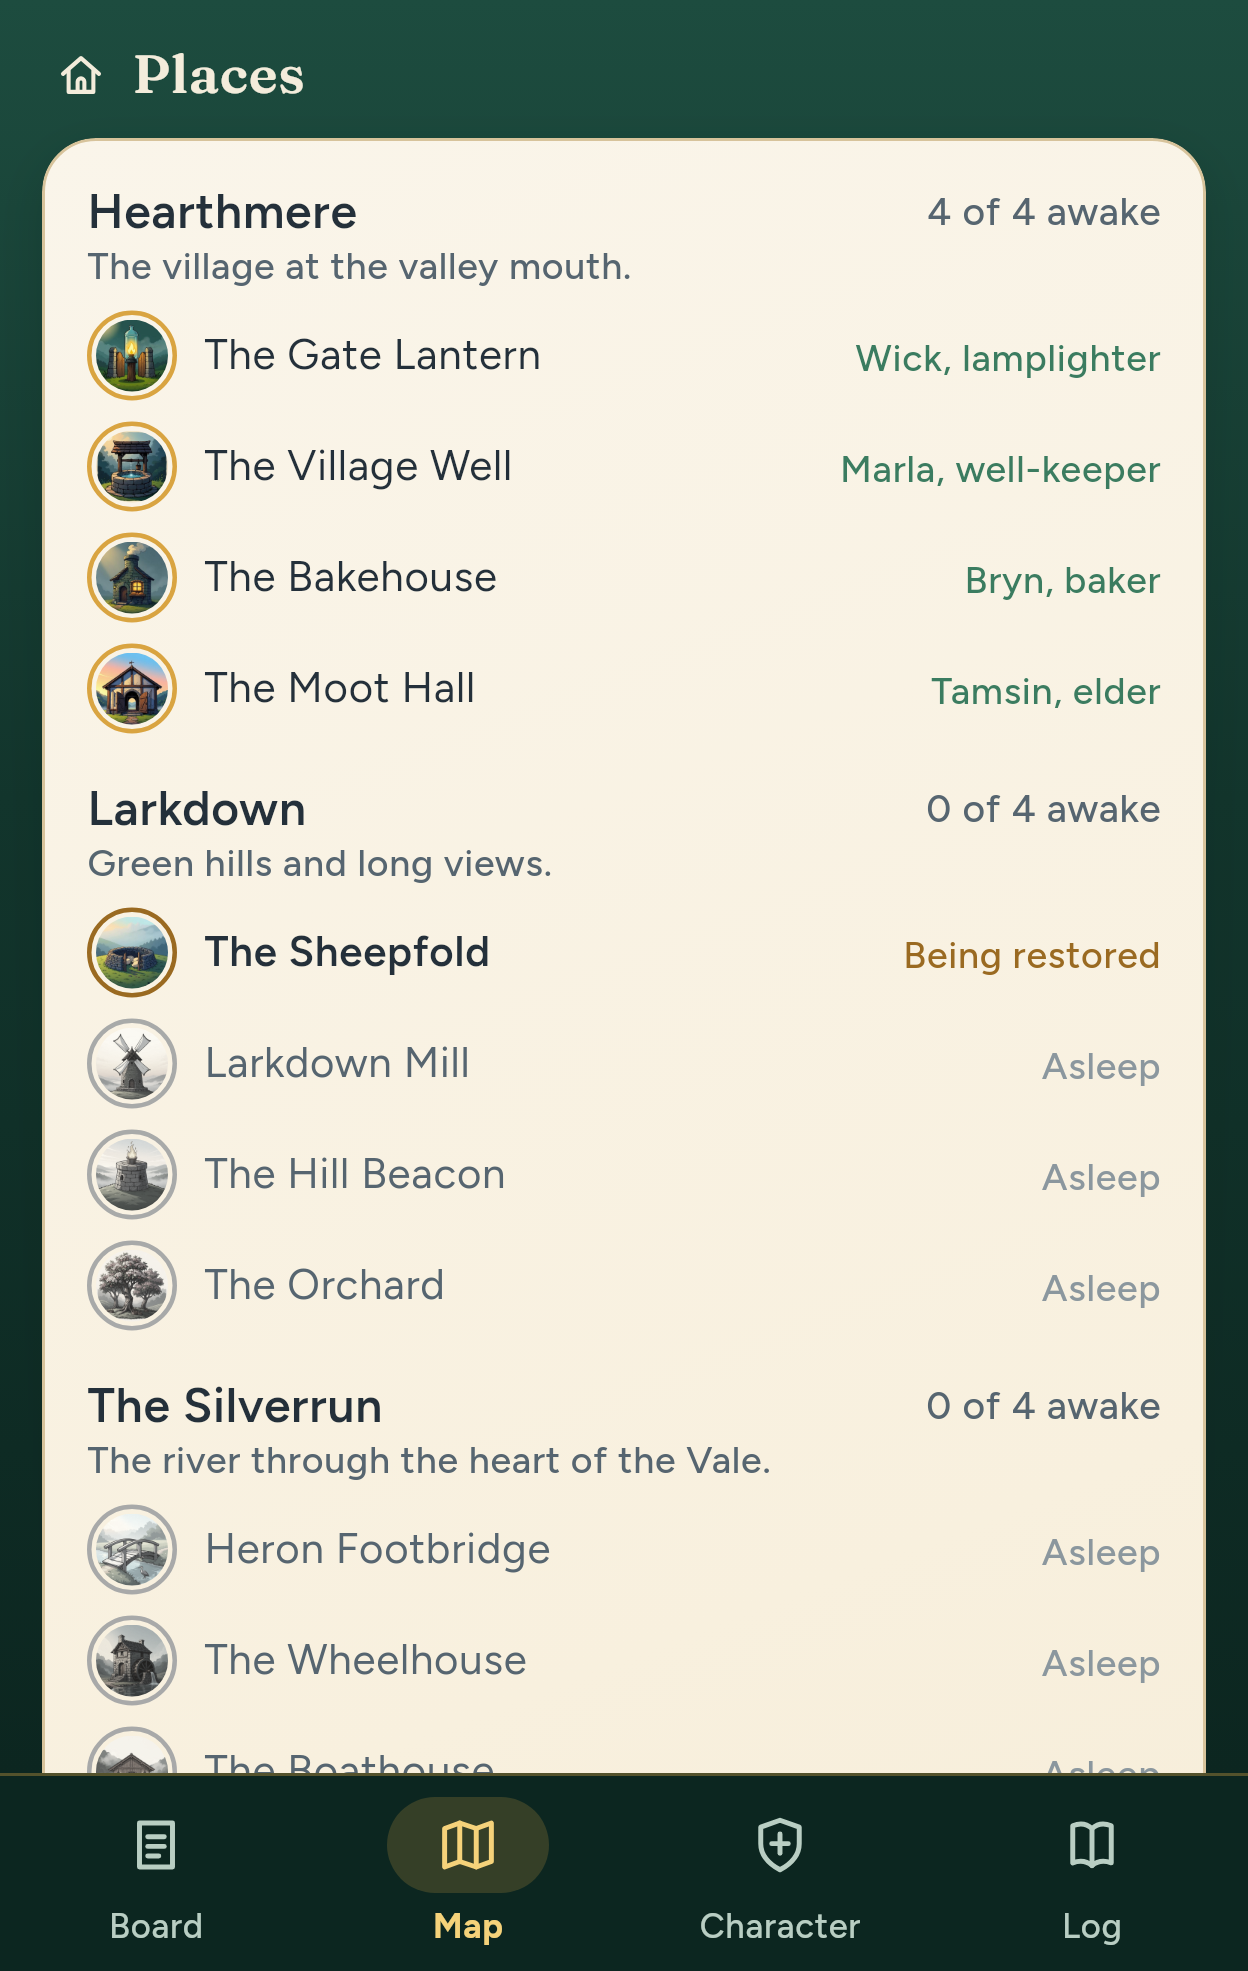 Places
Hearthmere
4 of 4 awake
The village at the valley mouth.
The Gate Lantern
Wick, lamplighter
The Village Well
Marla, well-keeper
The Bakehouse
Bryn, baker
The Moot Hall
Tamsin, elder
Larkdown
0 of 4 awake
Green hills and long views.
The Sheepfold
Being restored
Larkdown Mill
Asleep
The Hill Beacon
Asleep
The Orchard
Asleep
The Silverrun
0 of 4 awake
The river through the heart of the Vale.
Heron Footbridge
Asleep
The Wheelhouse
Asleep
The Boathouse
Asleep
Board
Map
Character
Log